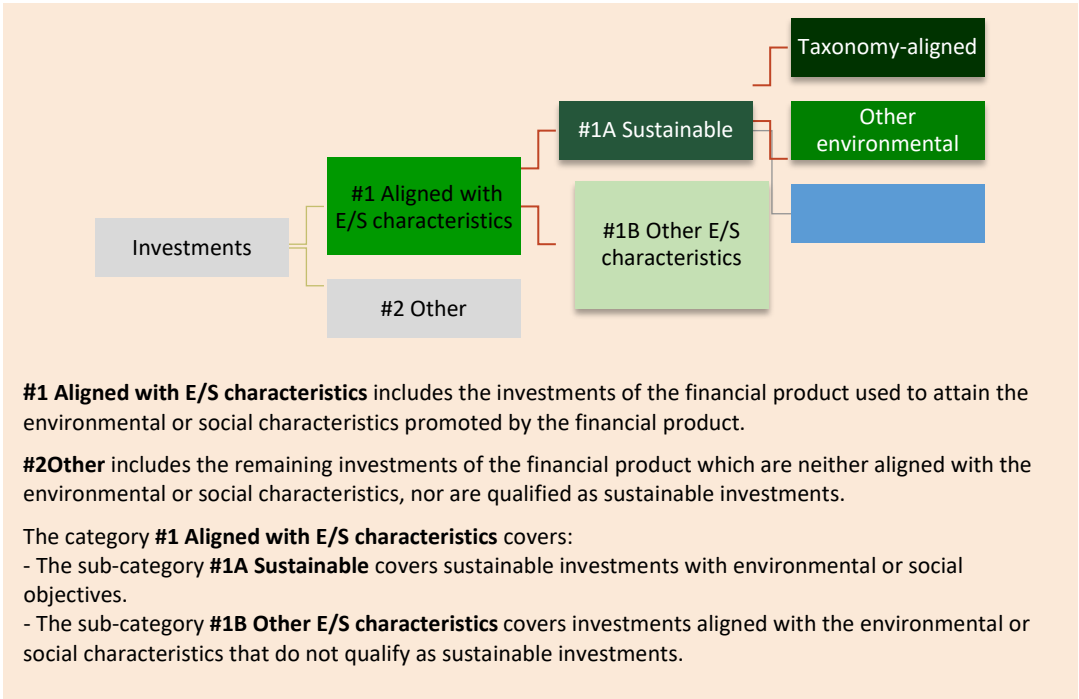 Taxonomy-aligned
#1A Sustainable
Other
environmental
#1 Aligned with
E/S characteristics
#1B Other E/S
characteristics
Investments
#2 Other
#1 Aligned with E/S characteristics includes the investments of the financial product used to attain the
environmental or social characteristics promoted by the financial product.
#2Other includes the remaining investments of the financial product which are neither aligned with the
environmental or social characteristics, nor are qualified as sustainable investments.
The category #1 Aligned with E/S characteristics covers:
- The sub-category #1A Sustainable covers sustainable investments with environmental or social
objectives.
- The sub-category #1B Other E/S characteristics covers investments aligned with the environmental or
social characteristics that do not qualify as sustainable investments.